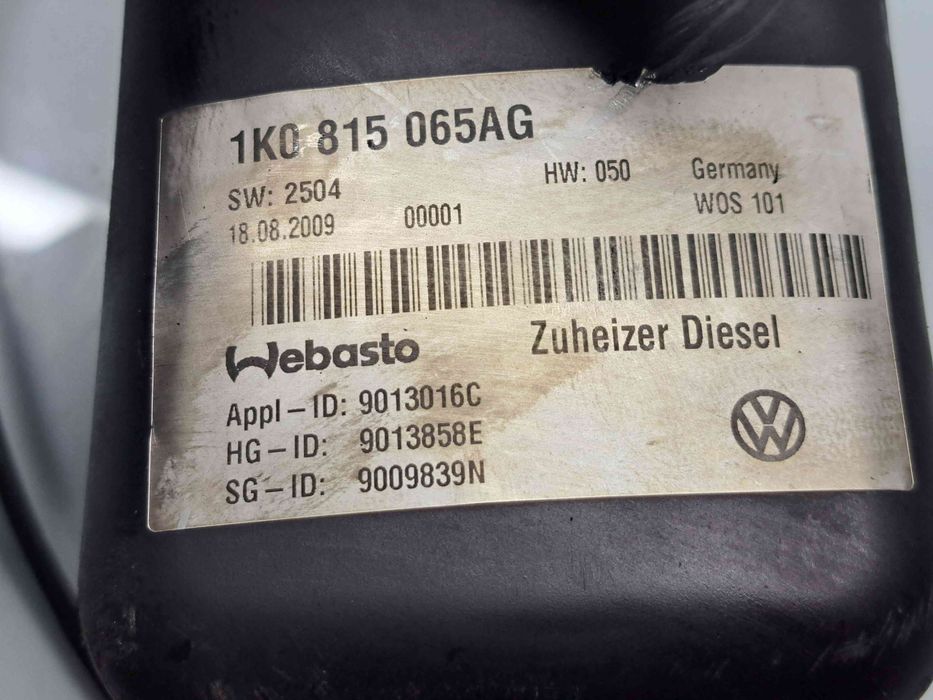 1K0 815 065AG
SW: 2504 HW: 050 Germany
18.08.2009 00001 WOS 101
Webasto Zuheizer Diesel
Appl-ID: 9013016C
HG-ID: 9013858E
SG-ID: 9009839N
VW